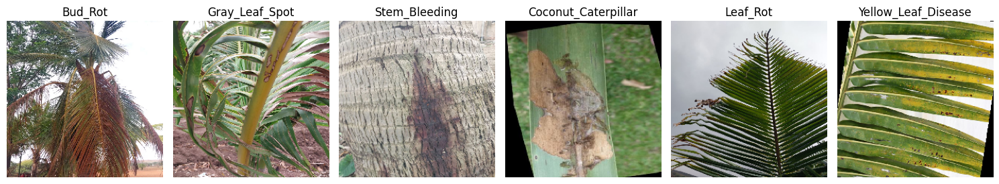 Bud_Rot
Gray_Leaf_Spot
Stem_Bleeding
Coconut_Caterpillar
Leaf_Rot
Yellow_Leaf_Disease